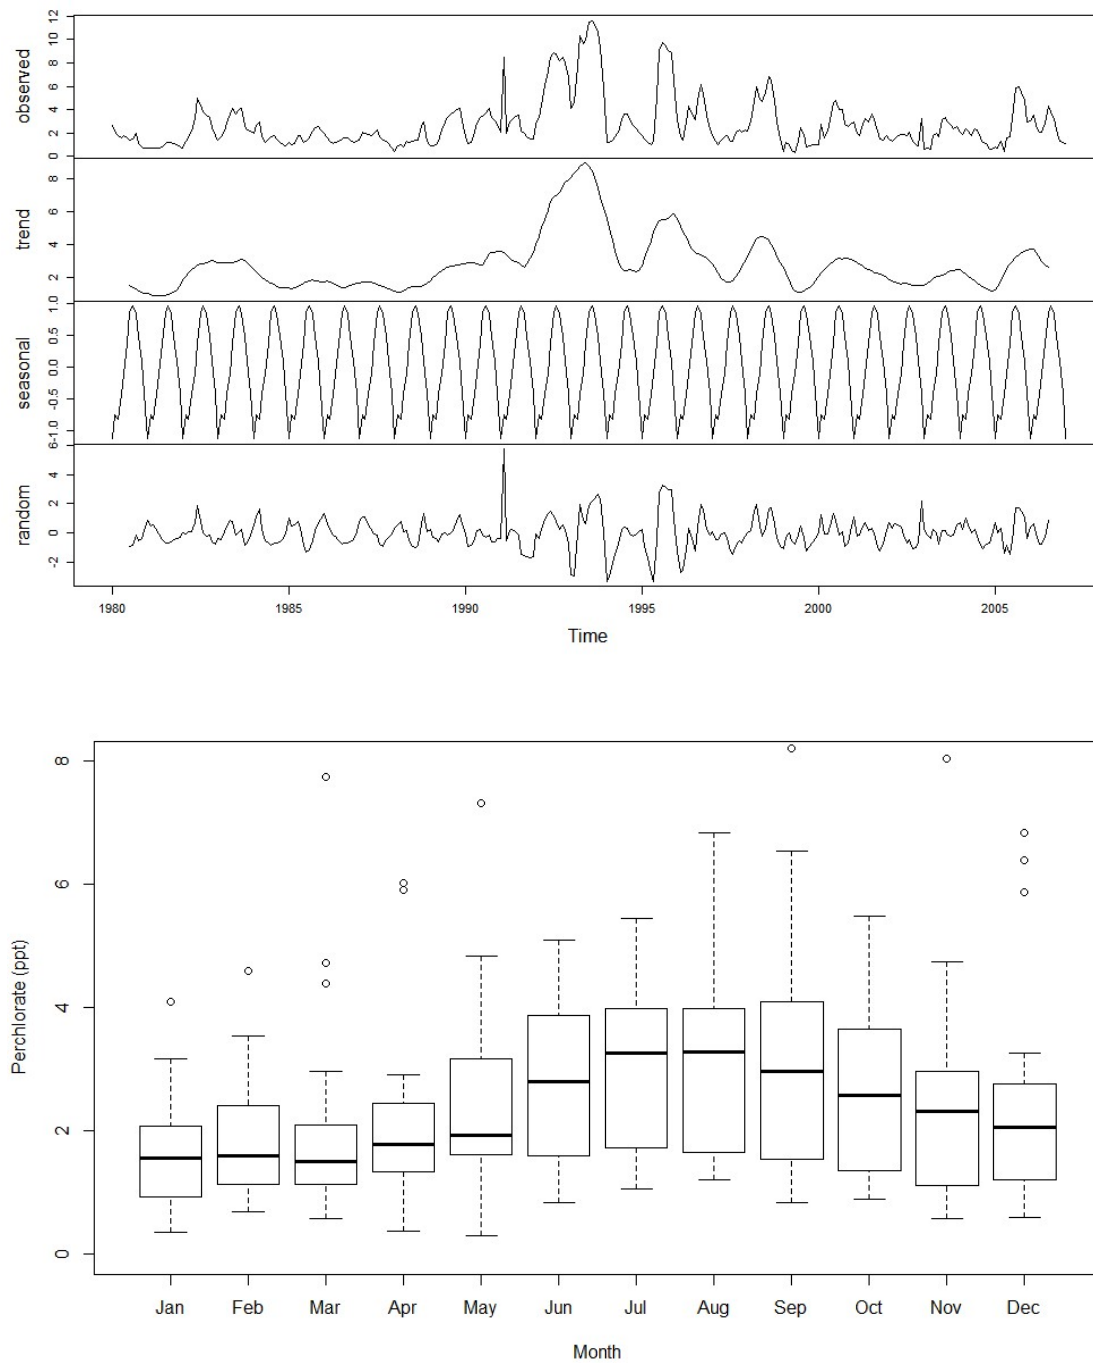 observed
0 2 4 6 8 10 12
trend
0 2 4 6 8
seasonal
-1.0 -0.5 0.0 0.5 1.0
random
-2 0 2 4 6
1980 1985 1990 1995 2000 2005
Time
Perchlorate (ppt)
0 2 4 6 8
Jan Feb Mar Apr May Jun Jul Aug Sep Oct Nov Dec
Month